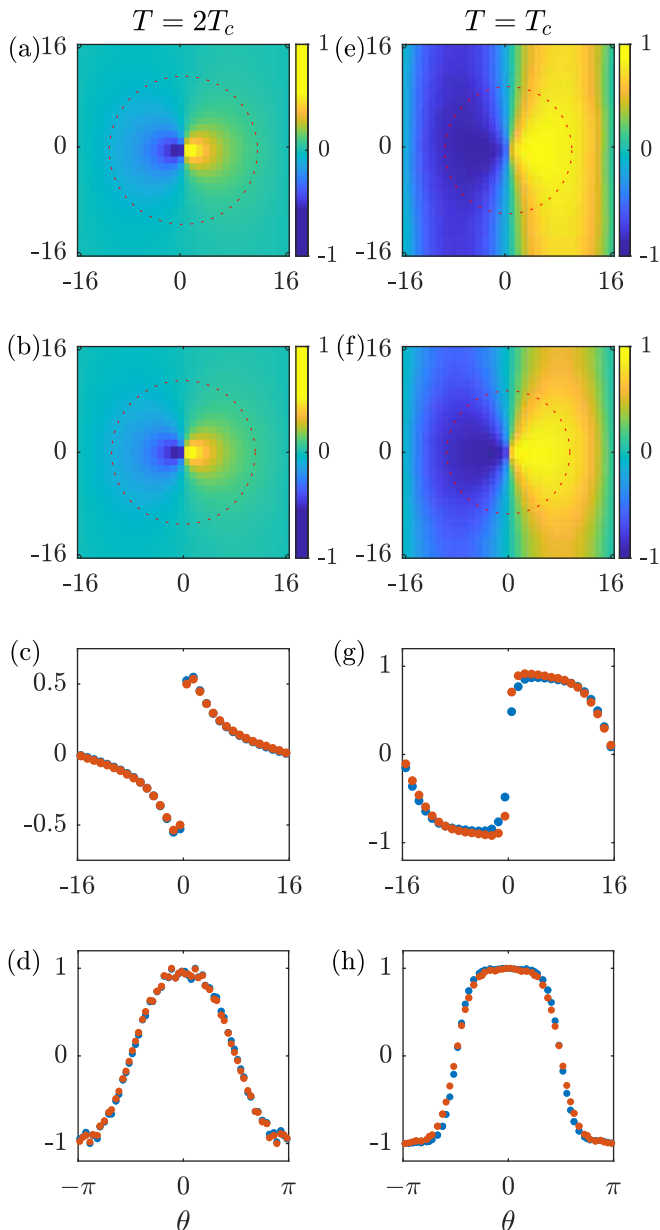 T = 2T_c T = T_c
(a) 16 0 -16 -16 0 16 1 0 -1
(e) 16 0 -16 -16 0 16 1 0 -1
(b) 16 0 -16 -16 0 16 1 0 -1
(f) 16 0 -16 -16 0 16 1 0 -1
(c) 0.5 0 -0.5 -16 0 16
(g) 1 0 -1 -16 0 16
(d) 1 0 -1 −π 0 π
θ
(h) 1 0 -1 −π 0 π
θ